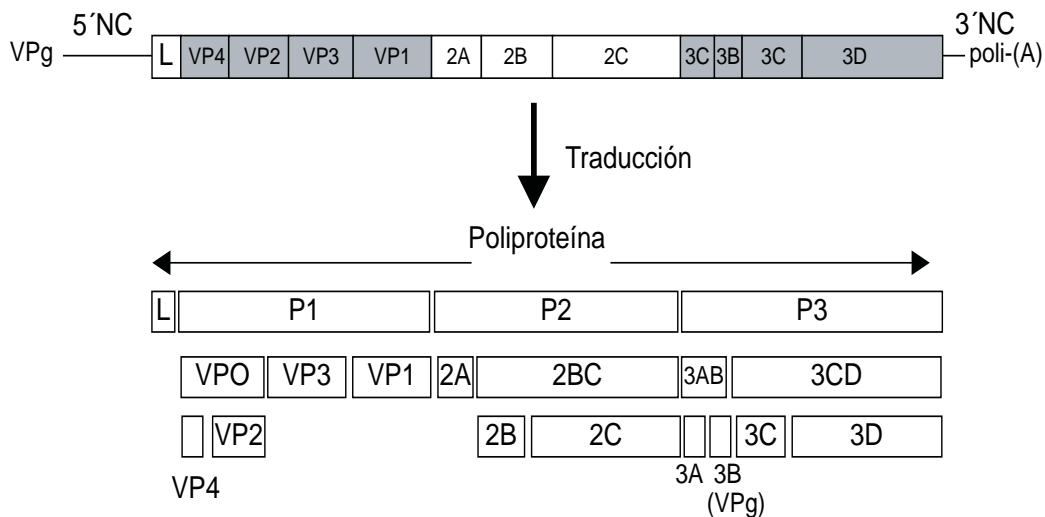 5´NC 3´NC
VPg L VP4 VP2 VP3 VP1 2A 2B 2C 3C 3B 3C 3D poli-(A)
Traducción
Poliproteína
L P1 P2 P3
VPO VP3 VP1 2A 2BC 3AB 3CD
VP2 2B 2C 3C 3D
VP4 3A 3B
(VPg)